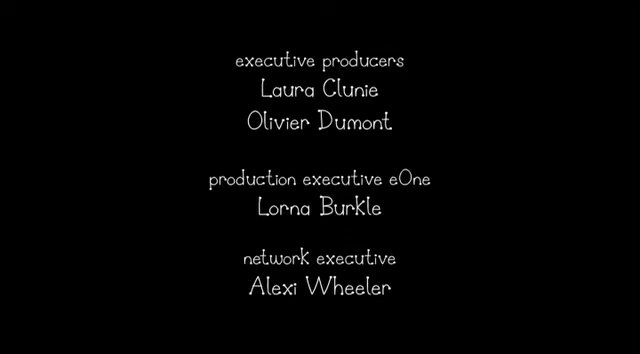 executive producers
Laura Clunie
Olivier Dumont
production executive eOne
Lorna Burkle
network executive
Alexi Wheeler